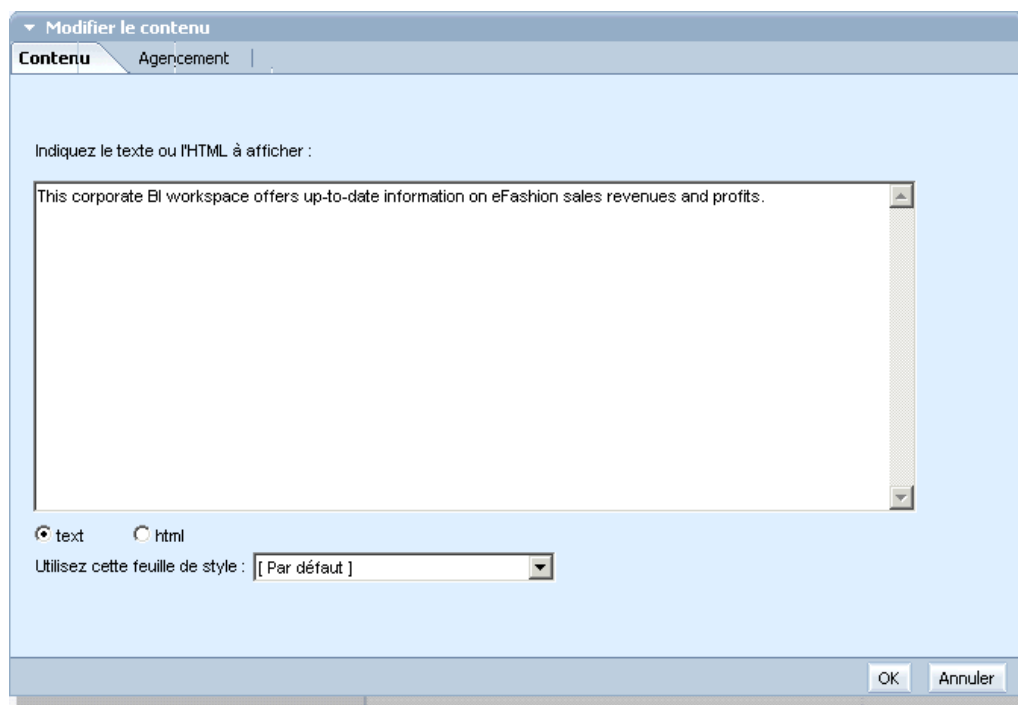 Modifier le contenu
Contenu Agencement
Indiquez le texte ou l'HTML à afficher :
This corporate BI workspace offers up-to-date information on eFashion sales revenues and profits.
text html
Utilisez cette feuille de style : [ Par défaut ]
OK Annuler